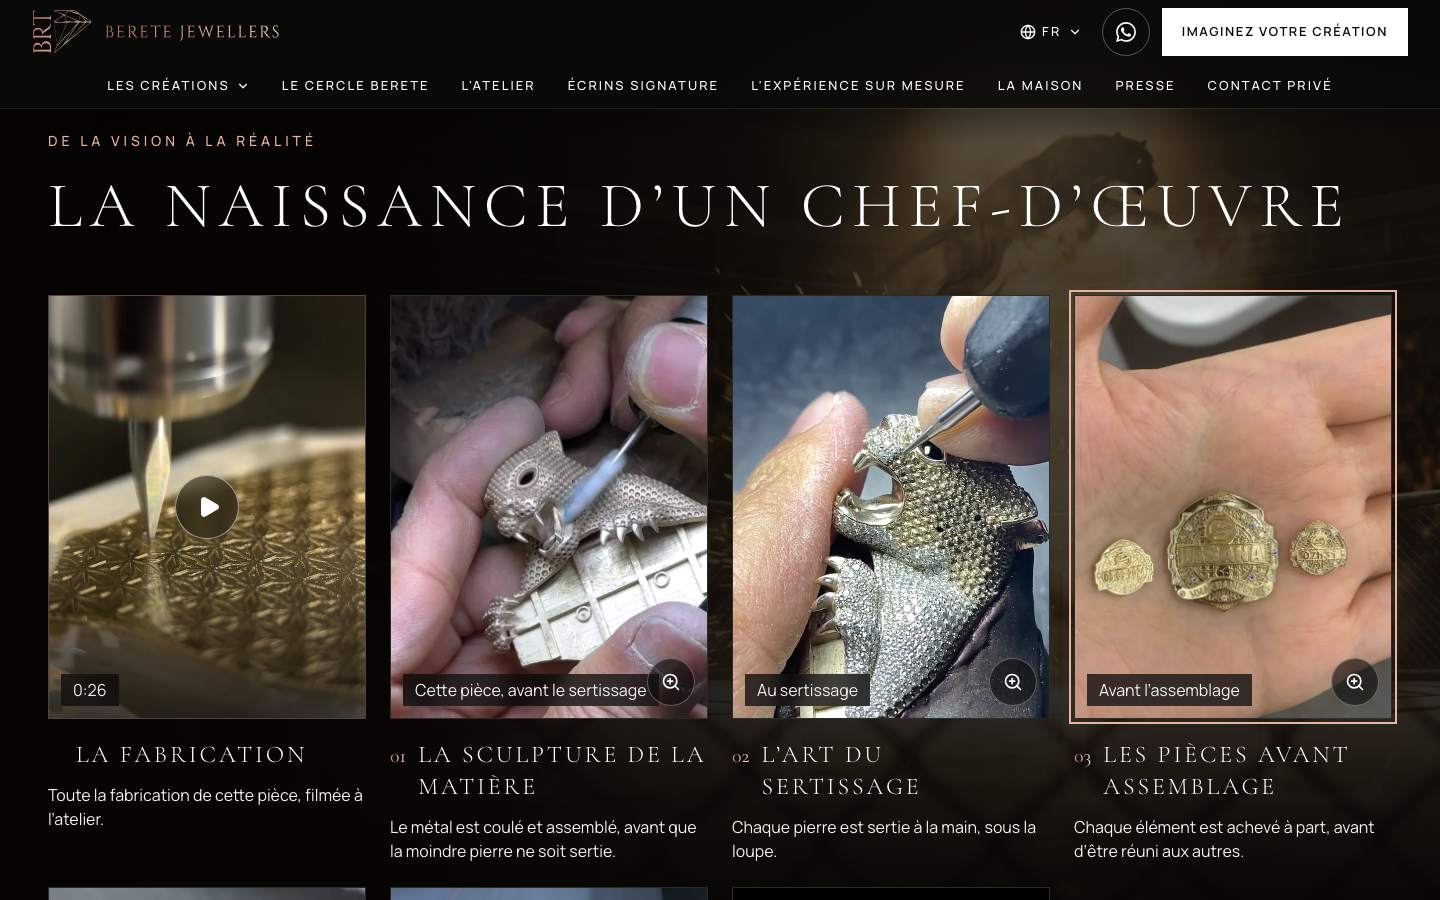 BRT BERETE JEWELLERS
FR
IMAGINEZ VOTRE CRÉATION
LES CRÉATIONS
LE CERCLE BERETE
L'ATELIER
ÉCRINS SIGNATURE
L'EXPÉRIENCE SUR MESURE
LA MAISON
PRESSE
CONTACT PRIVÉ
DE LA VISION À LA RÉALITÉ
LA NAISSANCE D’UN CHEF-D’ŒUVRE
0:26
Cette pièce, avant le sertissage
Au sertissage
Avant l’assemblage
LA FABRICATION
Toute la fabrication de cette pièce, filmée à
l’atelier.
01 LA SCULPTURE DE LA
MATIÈRE
Le métal est coulé et assemblé, avant que
la moindre pierre ne soit sertie.
02 L’ART DU
SERTISSAGE
Chaque pierre est sertie à la main, sous la
loupe.
03 LES PIÈCES AVANT
ASSEMBLAGE
Chaque élément est achevé à part, avant
d’être réuni aux autres.